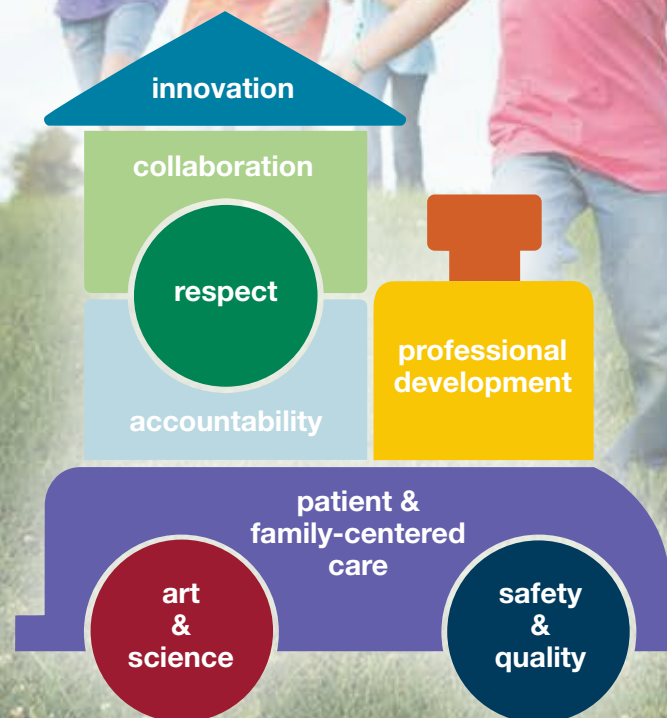 innovation
collaboration
respect
accountability
professional
development
patient &
family-centered
care
art
&
science
safety
&
quality